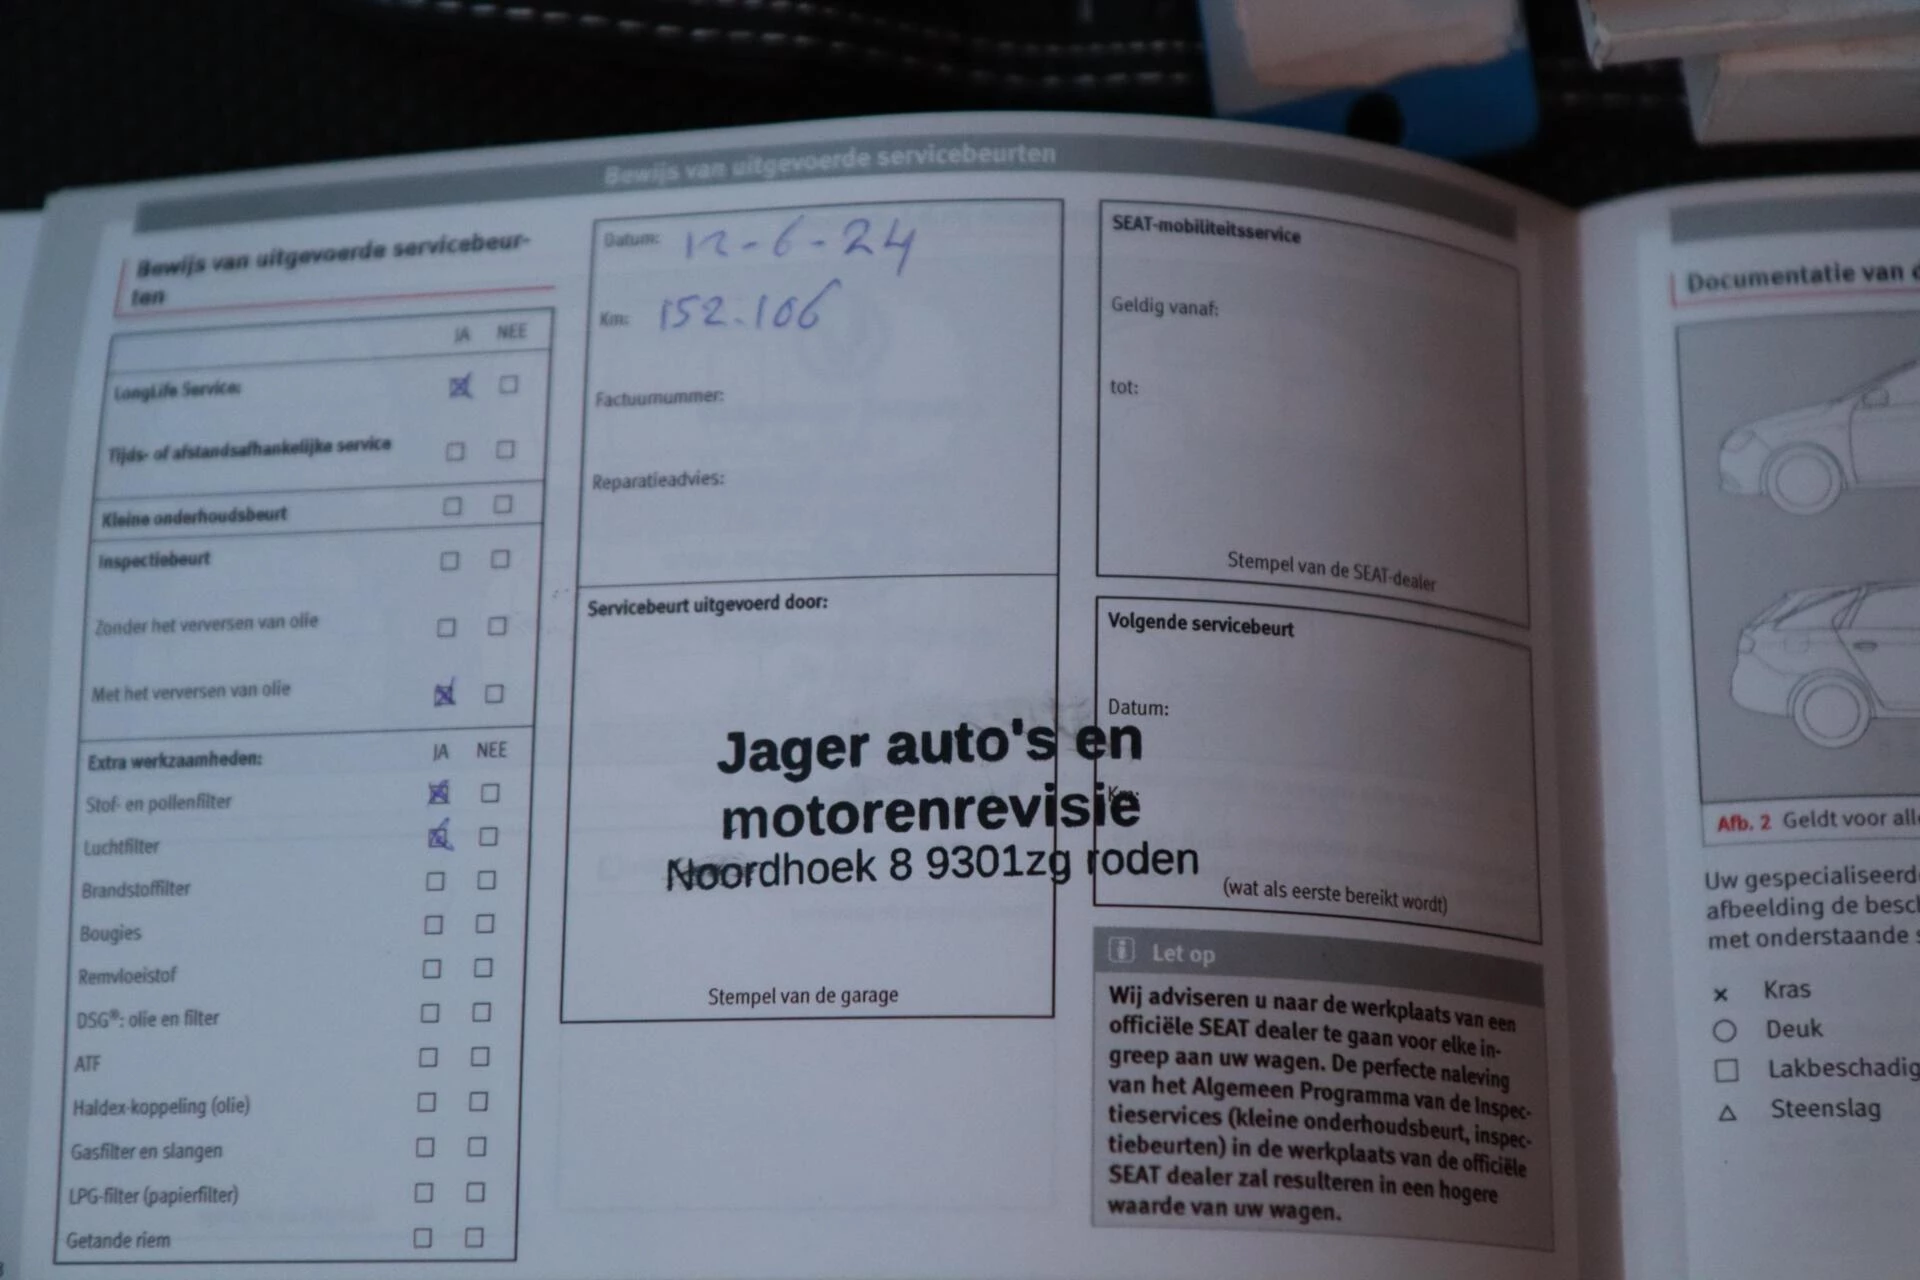 Bewijs van uitgevoerde servicebeurten
Bewijs van uitgevoerde servicebeur-
ten
JA NEE
LongLife Service:
Tijds- of afstandsafhankelijke service
Kleine onderhoudsbeurt
Inspectiebeurt
Zonder het verversen van olie
Met het verversen van olie
Extra werkzaamheden: JA NEE
Stof- en pollenfilter
Luchtfilter
Brandstoffilter
Bougies
Remvloeistof
DSG®: olie en filter
ATF
Haldex-koppeling (olie)
Gasfilter en slangen
LPG-filter (papierfilter)
Getande riem
Datum: 12-6-24
Km: 152.106
Factuurnummer:
Reparatieadvies:
Servicebeurt uitgevoerd door:
Jager auto's en
motorenrevisie
Noordhoek 8 9301zg roden
Stempel van de garage
SEAT-mobiliteitsservice
Geldig vanaf:
tot:
Stempel van de SEAT-dealer
Volgende servicebeurt
Datum:
Km:
(wat als eerste bereikt wordt)
Let op
Wij adviseren u naar de werkplaats van een
officiële SEAT dealer te gaan voor elke in-
greep aan uw wagen. De perfecte naleving
van het Algemeen Programma van de Inspec-
tieservices (kleine onderhoudsbeurt, inspec-
tiebeurten) in de werkplaats van de officiële
SEAT dealer zal resulteren in een hogere
waarde van uw wagen.
Documentatie van
Afb. 2 Geldt voor all
Uw gespecialiseerd
afbeelding de besc
met onderstaande s
Kras
Deuk
Lakbeschadig
Steenslag